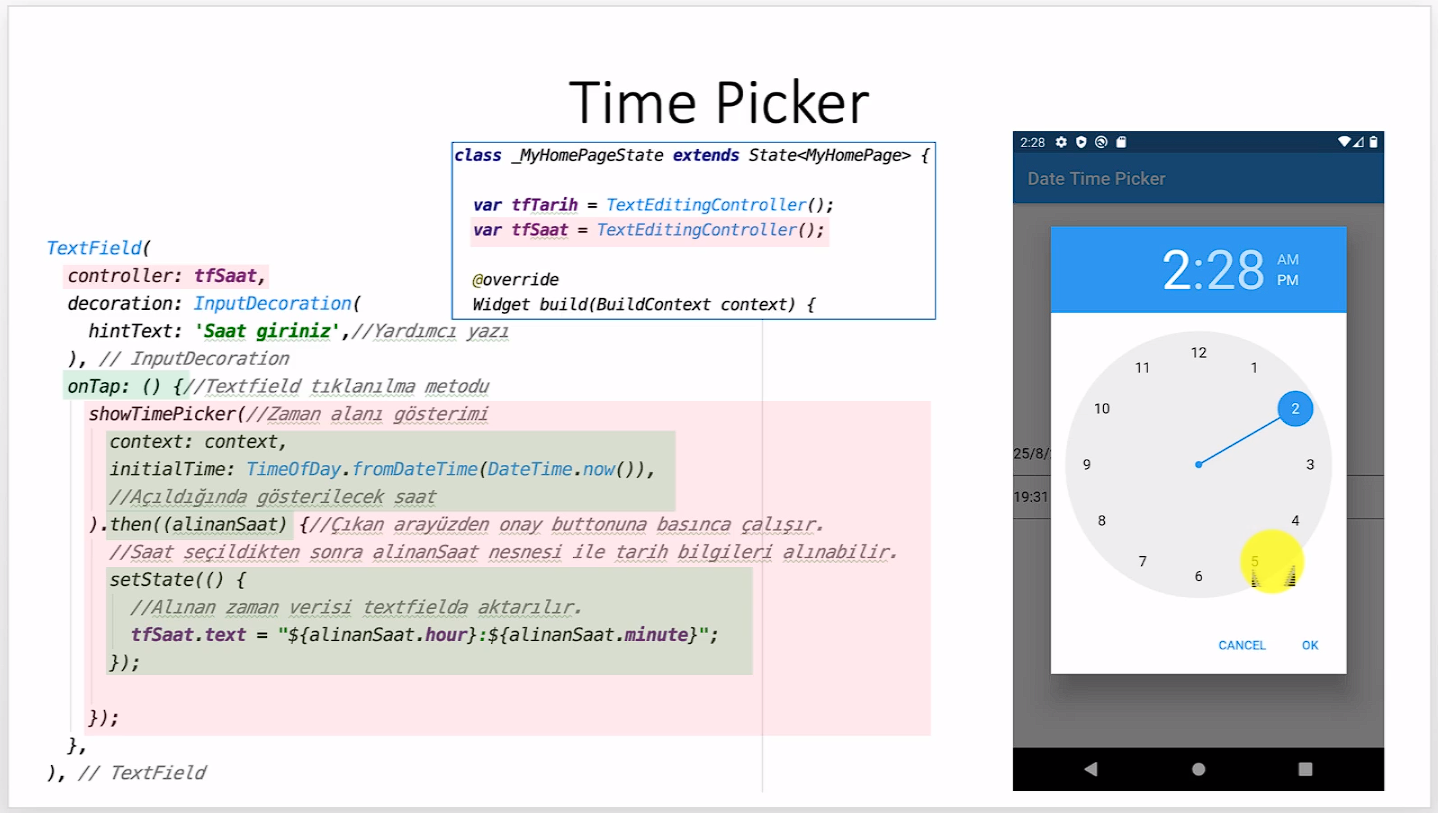 Time Picker
class _MyHomePageState extends State<MyHomePage> {
var tfTarih = TextEditingController();
var tfSaat = TextEditingController();
@override
Widget build(BuildContext context) {
TextField(
controller: tfSaat,
decoration: InputDecoration(
hintText: 'Saat giriniz',//Yardımcı yazı
), // InputDecoration
onTap: () {//Textfield tıklanılma metodu
showTimePicker(//Zaman alanı gösterimi
context: context,
initialTime: TimeOfDay.fromDateTime(DateTime.now()),
//Açıldığında gösterilecek saat
).then((alinanSaat) {//Çıkan arayüzden onay buttonuna basınca çalışır.
//Saat seçildikten sonra alinanSaat nesnesi ile tarih bilgileri alınabilir.
setState(() {
//Alınan zaman verisi textfielda aktarılır.
tfSaat.text = "${alinanSaat.hour}:${alinanSaat.minute}";
});
});
},
), // TextField
2:28
Date Time Picker
2:28 AM
PM
12
11 1
10 2
9 3
8 4
7 5
6
25/8/
19:31
CANCEL OK